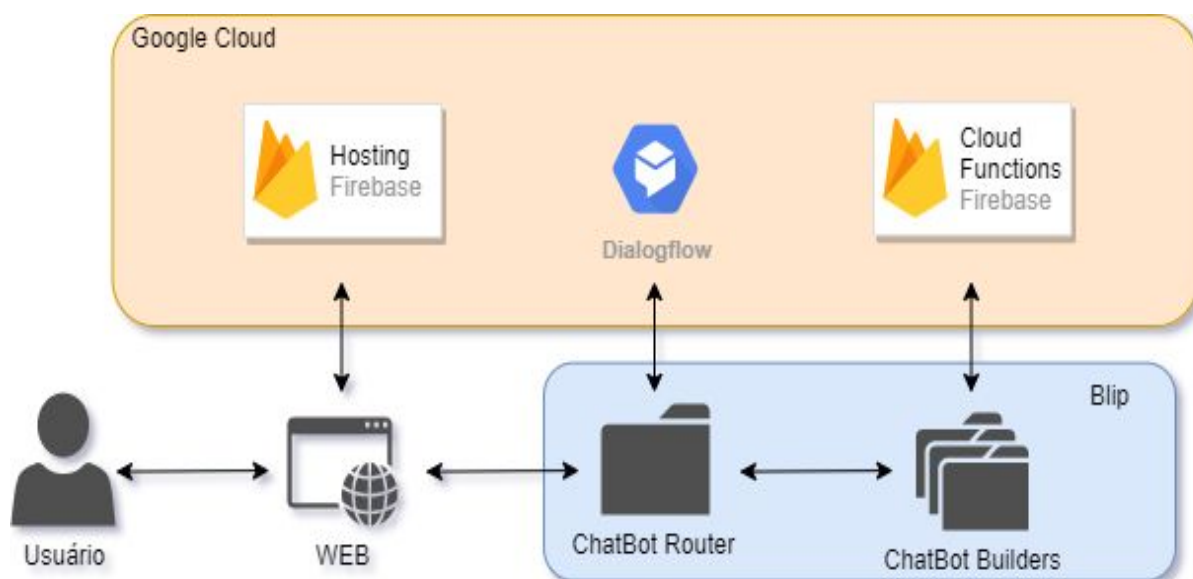 Google Cloud
Hosting
Firebase
Dialogflow
Cloud
Functions
Firebase
Blip
Usuário
WEB
ChatBot Router
ChatBot Builders